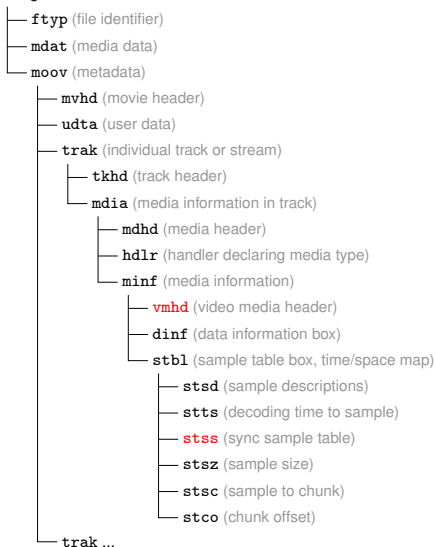 ftyp (file identifier)
mdat (media data)
moov (metadata)
mvhd (movie header)
udta (user data)
trak (individual track or stream)
tkhd (track header)
mdia (media information in track)
mdhd (media header)
hdlr (handler declaring media type)
minf (media information)
vmhd (video media header)
dinf (data information box)
stbl (sample table box, time/space map)
stsd (sample descriptions)
stts (decoding time to sample)
stss (sync sample table)
stsz (sample size)
stsc (sample to chunk)
stco (chunk offset)
trak ...